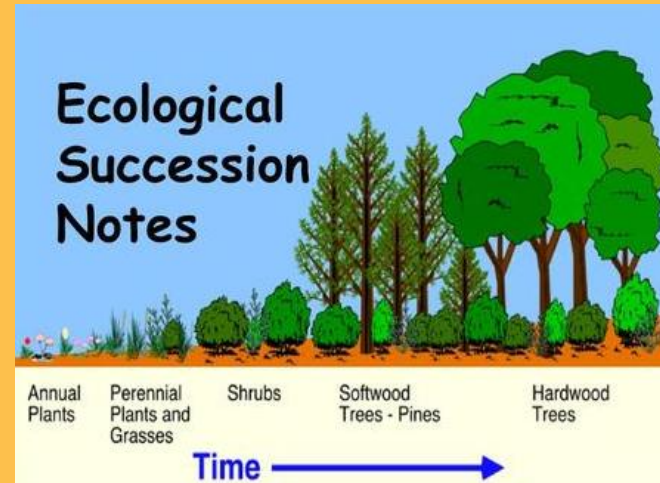 Ecological
Succession
Notes
Annual
Plants
Perennial
Plants and
Grasses
Shrubs
Softwood
Trees - Pines
Hardwood
Trees
Time